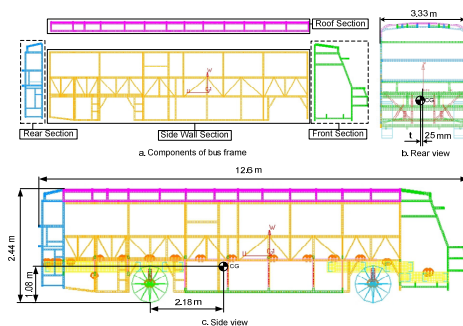 Roof Section
3,33 m
W
U
CG
Rear Section
Side Wall Section
Front Section
t
25 mm
a. Components of bus frame
b. Rear view
12.6 m
2.44 m
1.08 m
W
U
CG
2.18 m
c. Side view